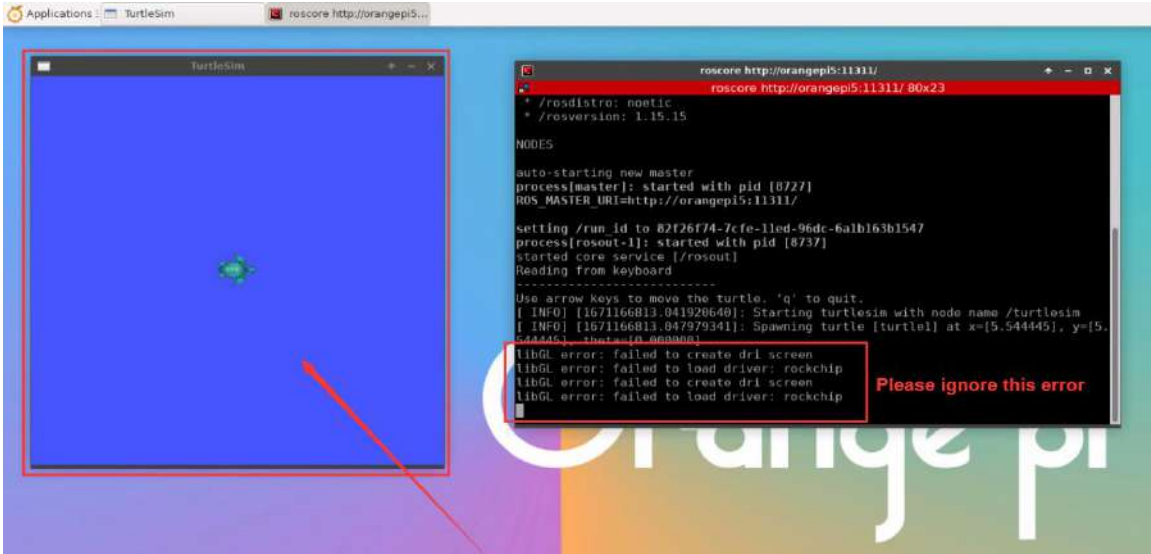 Applications
TurtleSim
roscore http://orangepi5...
TurtleSim
roscore http://orangepi5:11311/
roscore http://orangepi5:11311/ 80x23
* /rosdistro: noetic
* /rosversion: 1.15.15
NODES
auto-starting new master
process[master]: started with pid [8727]
ROS_MASTER_URI=http://orangepi5:11311/
setting /run_id to 82f26f74-7cfe-11ed-96dc-6a1b163b1547
process[rosout-1]: started with pid [8737]
started core service [/rosout]
Reading from keyboard
---------------------------
Use arrow keys to move the turtle. 'q' to quit.
[ INFO] [1671166813.041920640]: Starting turtlesim with node name /turtlesim
[ INFO] [1671166813.047979341]: Spawning turtle [turtle1] at x=[5.544445], y=[5.
544445], theta=[0.000000]
libGL error: failed to create dri screen
libGL error: failed to load driver: rockchip
libGL error: failed to create dri screen
libGL error: failed to load driver: rockchip
Please ignore this error
Orange pi